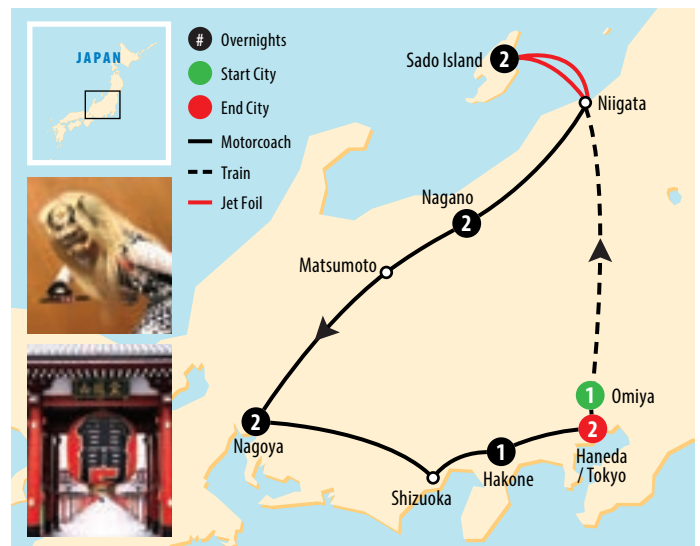 JAPAN
# Overnights
Start City
End City
Motorcoach
Train
Jet Foil
Sado Island
2
Niigata
Nagano
2
Matsumoto
1
Omiya
2
Nagoya
2
Haneda
/ Tokyo
1
Hakone
Shizuoka